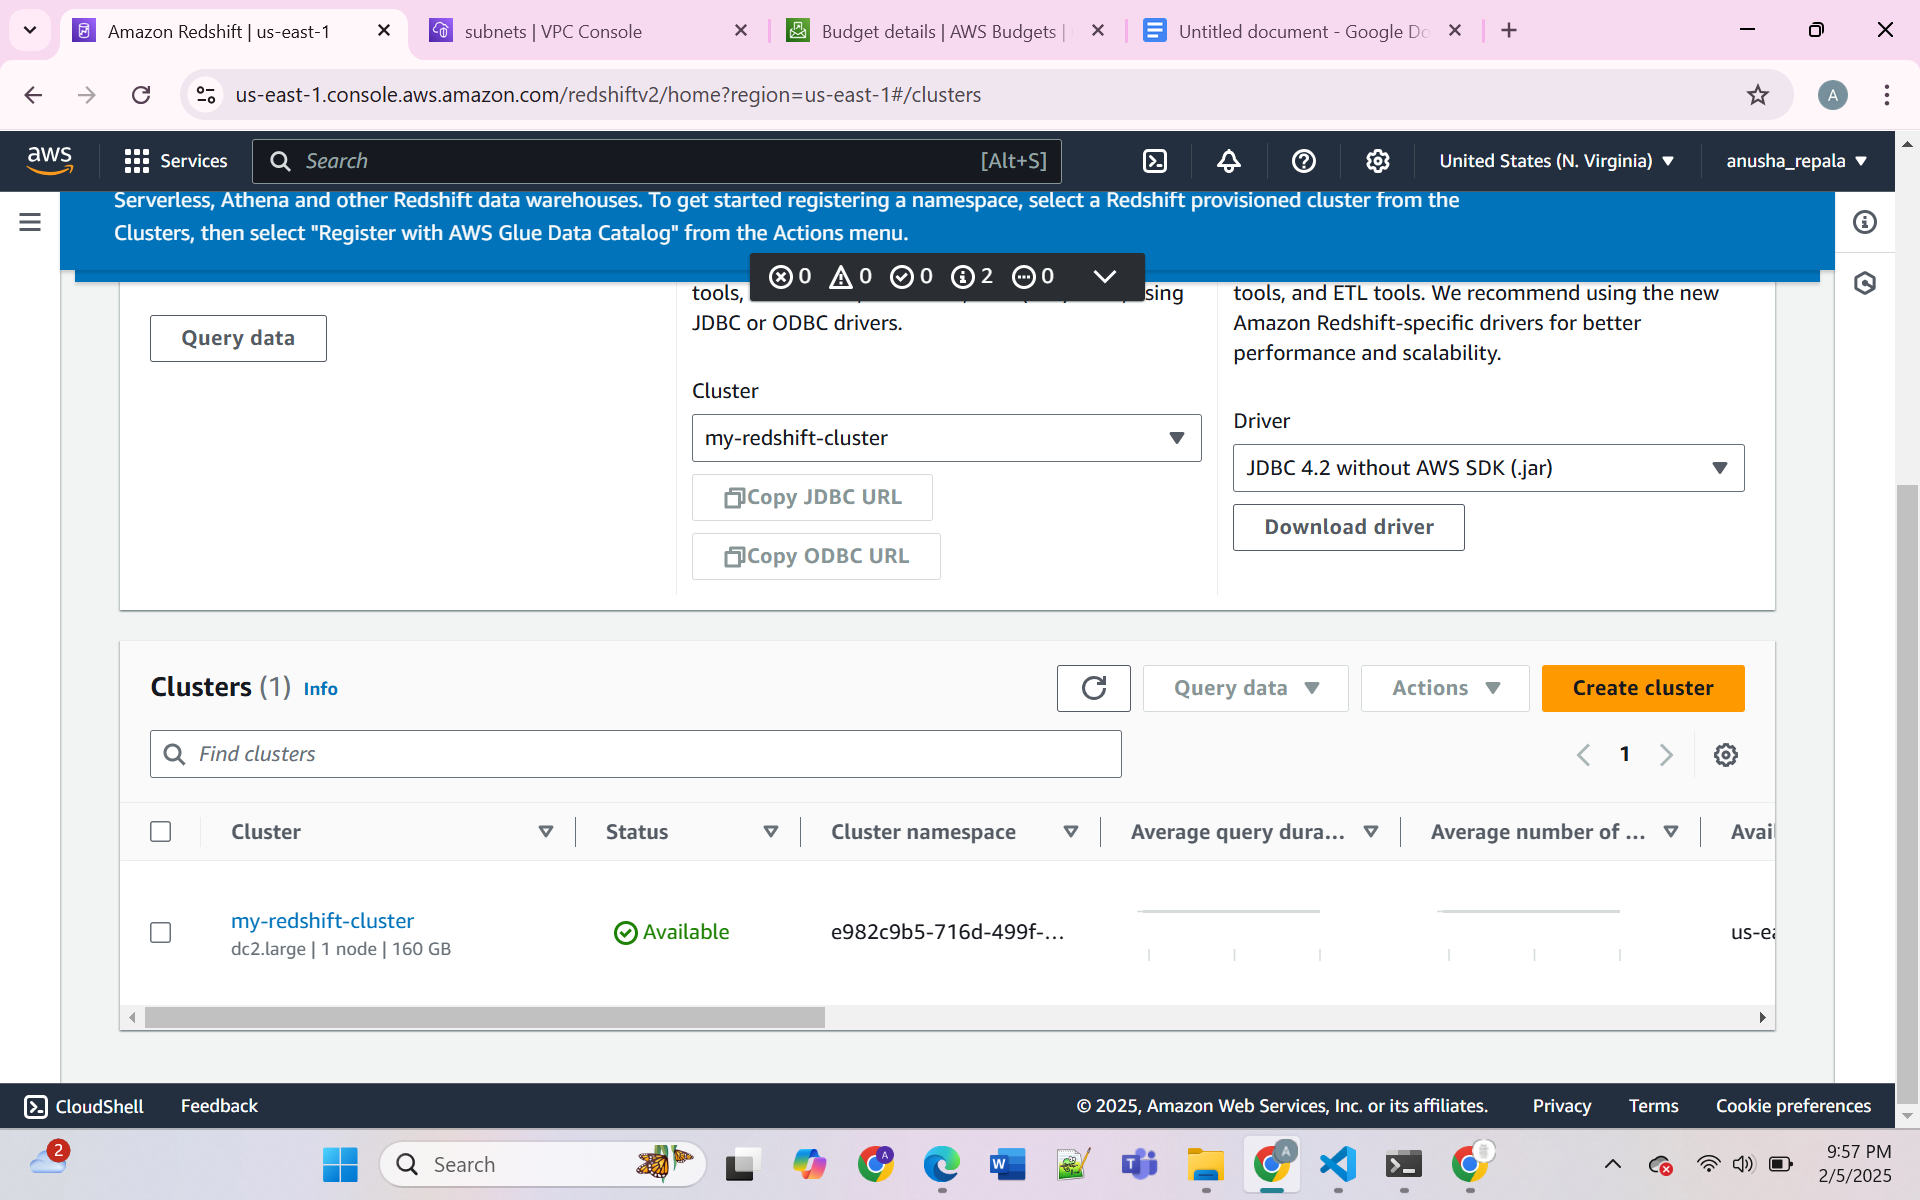 Amazon Redshift | us-east-1
subnets | VPC Console
Budget details | AWS Budgets |
Untitled document - Google Do
us-east-1.console.aws.amazon.com/redshiftv2/home?region=us-east-1#/clusters
A
aws
Services
Search
[Alt+S]
United States (N. Virginia)
anusha_repala
Serverless, Athena and other Redshift data warehouses. To get started registering a namespace, select a Redshift provisioned cluster from the
Clusters, then select "Register with AWS Glue Data Catalog" from the Actions menu.
0 0 0 2 0
Query data
tools,
sing
JDBC or ODBC drivers.
Cluster
my-redshift-cluster
Copy JDBC URL
Copy ODBC URL
tools, and ETL tools. We recommend using the new
Amazon Redshift-specific drivers for better
performance and scalability.
Driver
JDBC 4.2 without AWS SDK (.jar)
Download driver
Clusters (1) Info
Query data
Actions
Create cluster
Find clusters
1
Cluster
Status
Cluster namespace
Average query dura...
Average number of ...
Avai
my-redshift-cluster
dc2.large | 1 node | 160 GB
Available
e982c9b5-716d-499f-...
us-ea
CloudShell
Feedback
© 2025, Amazon Web Services, Inc. or its affiliates.
Privacy
Terms
Cookie preferences
2
Search
9:57 PM
2/5/2025